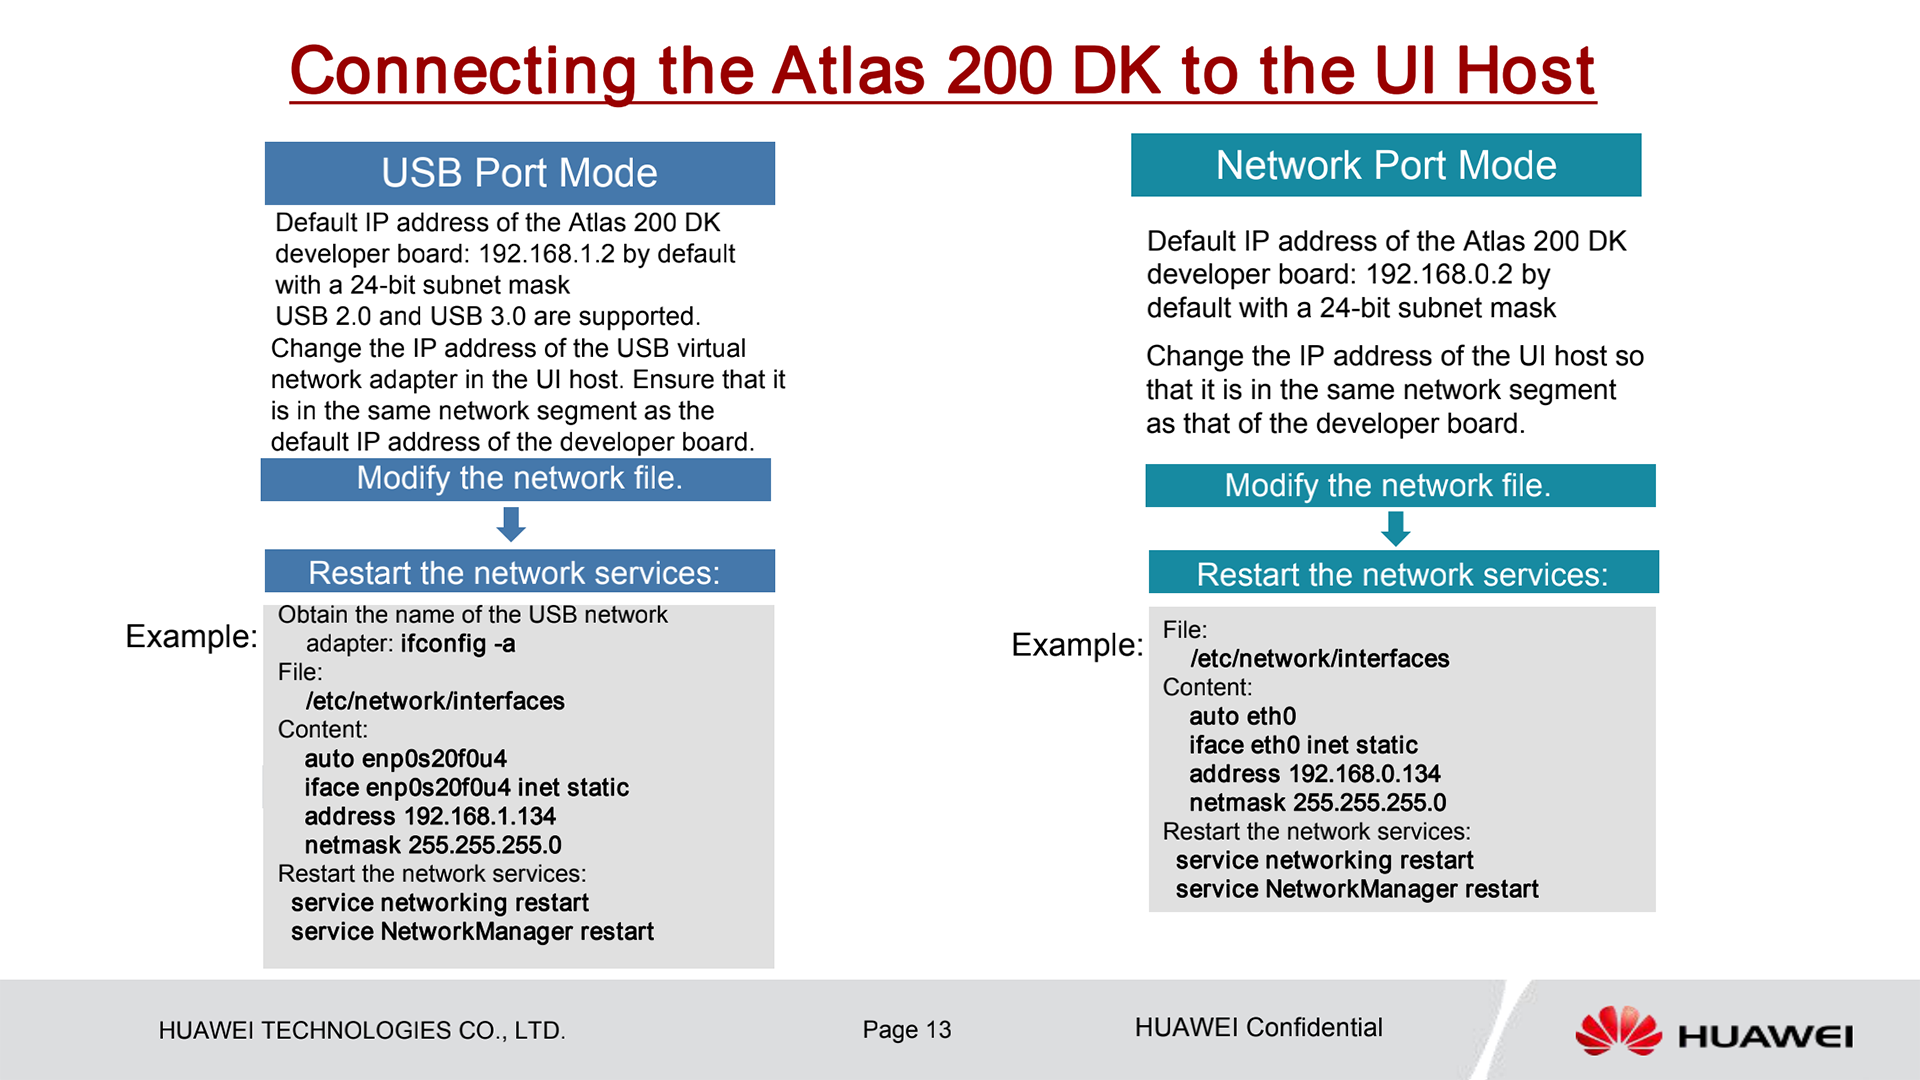 Connecting the Atlas 200 DK to the UI Host
USB Port Mode
Default IP address of the Atlas 200 DK
developer board: 192.168.1.2 by default
with a 24-bit subnet mask
USB 2.0 and USB 3.0 are supported.
Change the IP address of the USB virtual
network adapter in the UI host. Ensure that it
is in the same network segment as the
default IP address of the developer board.
Modify the network file.
Restart the network services:
Example:
Obtain the name of the USB network
adapter: ifconfig -a
File:
/etc/network/interfaces
Content:
auto enp0s20f0u4
iface enp0s20f0u4 inet static
address 192.168.1.134
netmask 255.255.255.0
Restart the network services:
service networking restart
service NetworkManager restart
Network Port Mode
Default IP address of the Atlas 200 DK
developer board: 192.168.0.2 by
default with a 24-bit subnet mask
Change the IP address of the UI host so
that it is in the same network segment
as that of the developer board.
Modify the network file.
Restart the network services:
Example:
File:
/etc/network/interfaces
Content:
auto eth0
iface eth0 inet static
address 192.168.0.134
netmask 255.255.255.0
Restart the network services:
service networking restart
service NetworkManager restart
HUAWEI TECHNOLOGIES CO., LTD.
Page 13
HUAWEI Confidential
HUAWEI